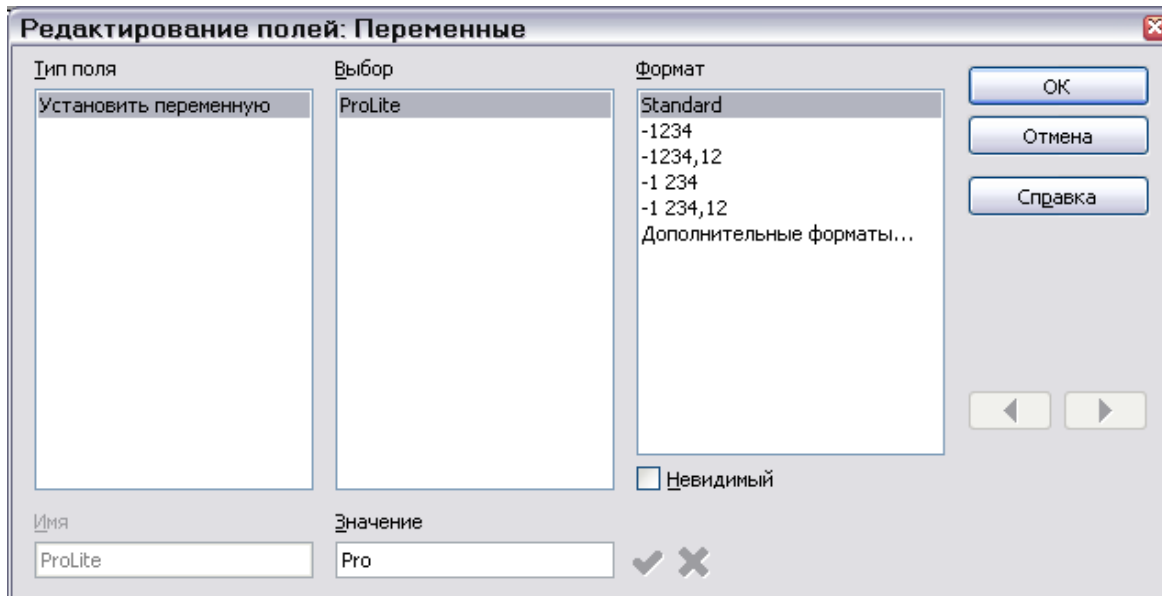 Редактирование полей: Переменные
Тип поля
Выбор
Формат
Установить переменную
ProLite
Standard
-1234
-1234,12
-1 234
-1 234,12
Дополнительные форматы...
ОК
Отмена
Справка
Невидимый
Имя
Значение
ProLite
Pro